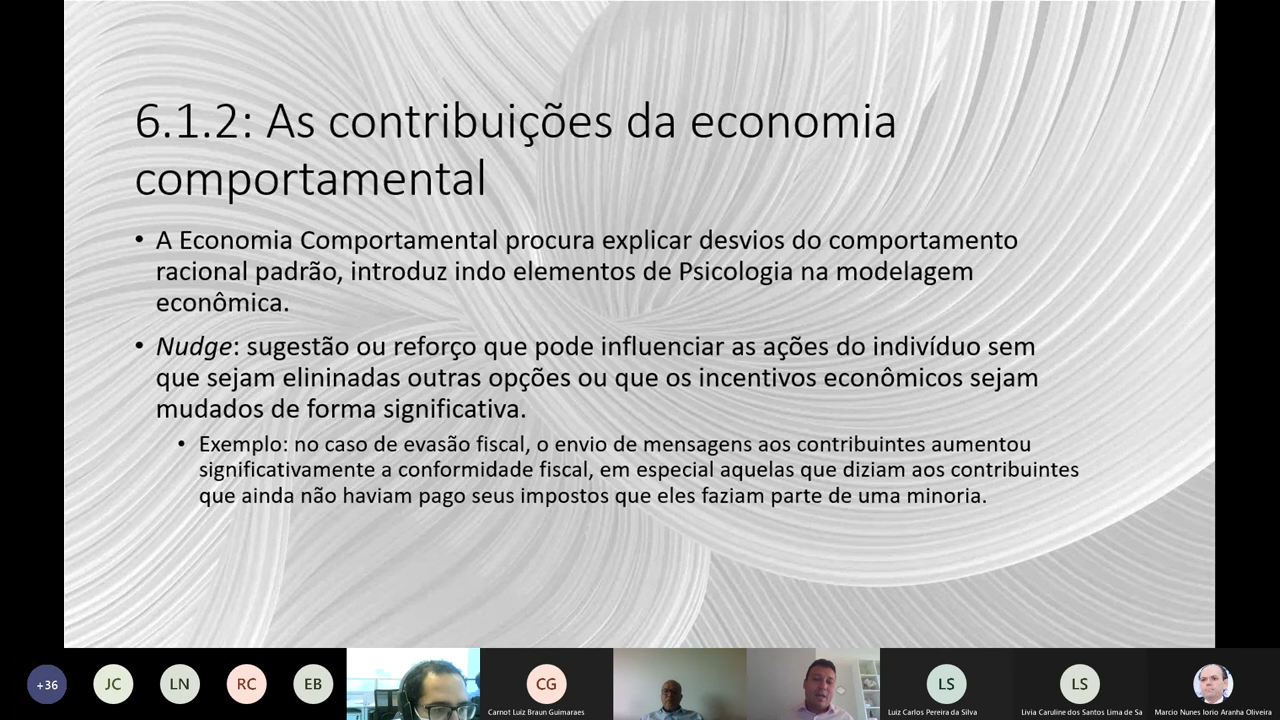 6.1.2: As contribuições da economia
comportamental
• A Economia Comportamental procura explicar desvios do comportamento
racional padrão, introduz indo elementos de Psicologia na modelagem
econômica.
• Nudge: sugestão ou reforço que pode influenciar as ações do indivíduo sem
que sejam elininadas outras opções ou que os incentivos econômicos sejam
mudados de forma significativa.
• Exemplo: no caso de evasão fiscal, o envio de mensagens aos contribuintes aumentou
significativamente a conformidade fiscal, em especial aquelas que diziam aos contribuintes
que ainda não haviam pago seus impostos que eles faziam parte de uma minoria.
+36 JC LN RC EB CG LS LS
Carnot Luiz Braun Guimaraes Luiz Carlos Pereira da Silva Livia Caruline dos Santos Lima de Sa Marcio Nunes Iorio Aranha Oliveira